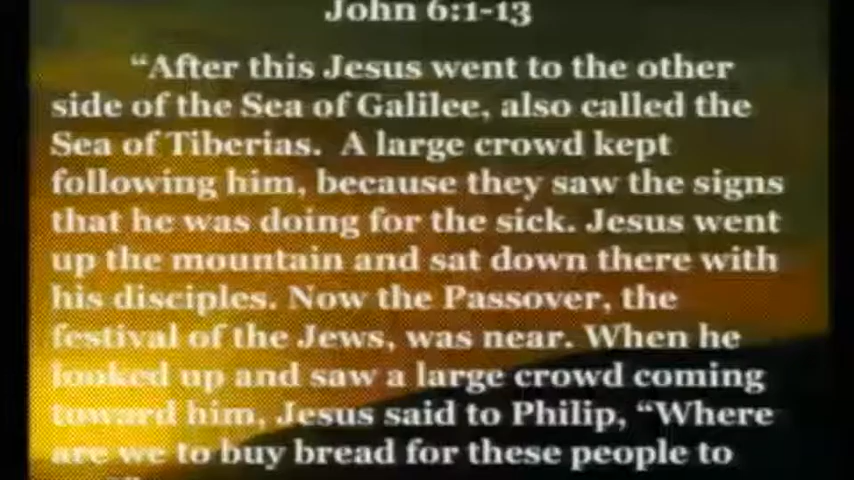 John 6:1-13
“After this Jesus went to the other
side of the Sea of Galilee, also called the
Sea of Tiberias. A large crowd kept
following him, because they saw the signs
that he was doing for the sick. Jesus went
up the mountain and sat down there with
his disciples. Now the Passover, the
festival of the Jews, was near. When he
looked up and saw a large crowd coming
toward him, Jesus said to Philip, “Where
are we to buy bread for these people to